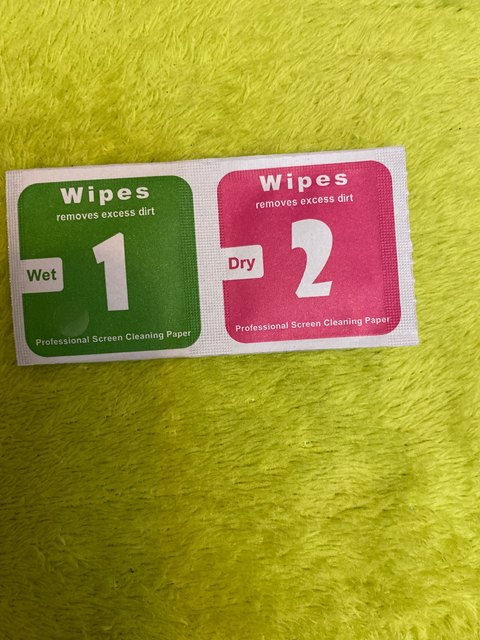 Wipes
removes excess dirt
1
Wet
Professional Screen Cleaning Paper
Wipes
removes excess dirt
2
Dry
Professional Screen Cleaning Paper